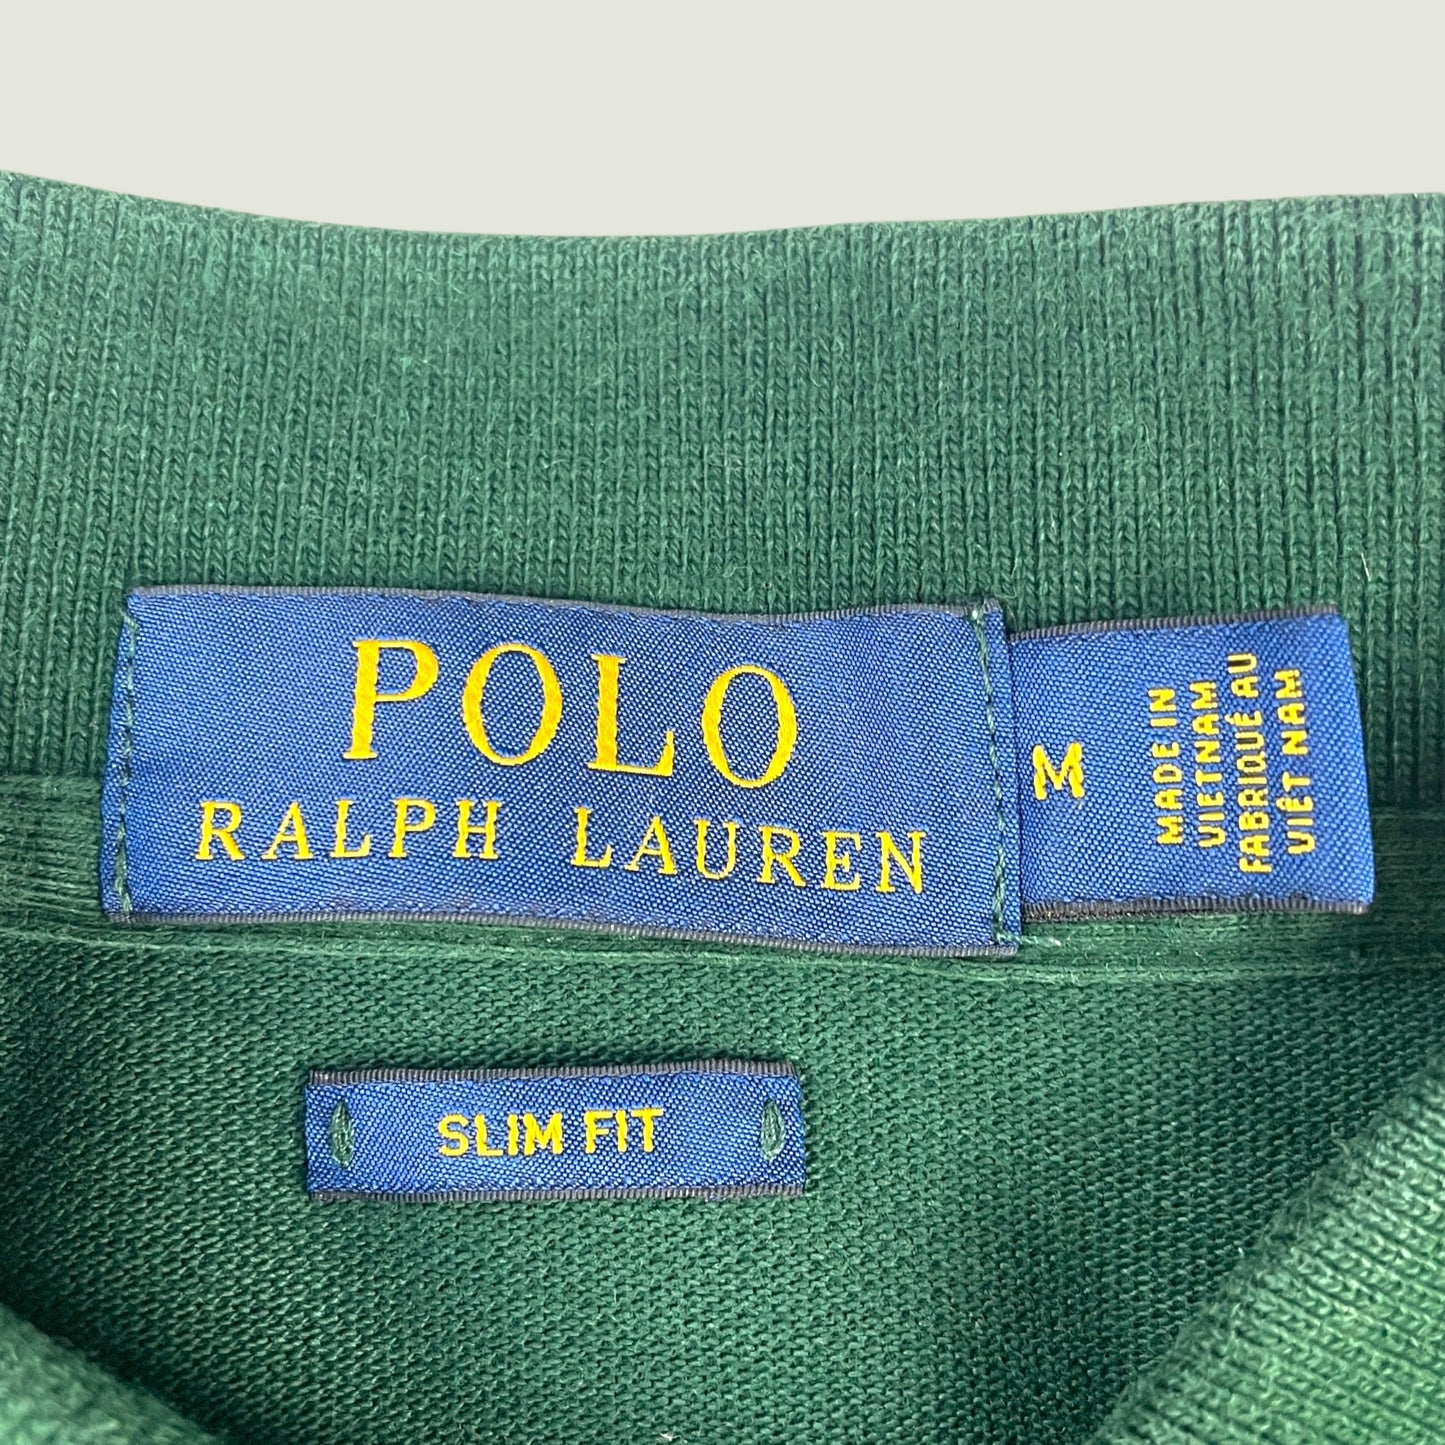 POLO
RALPH LAUREN
M
MADE IN
VIETNAM
FABRIQUÉ AU
VIÊT NAM
SLIM FIT